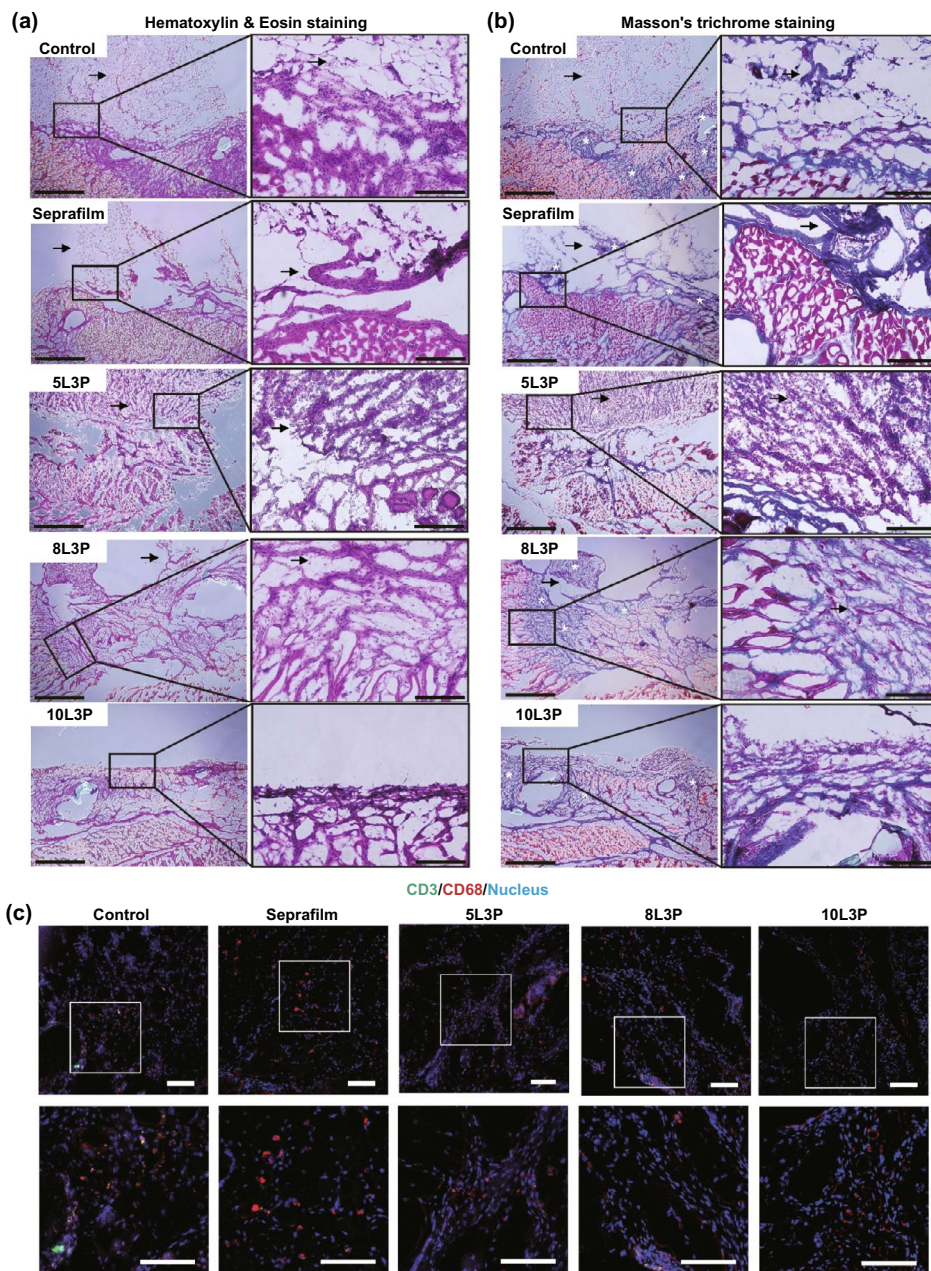 (a)
Hematoxylin & Eosin staining
Control
Seprafilm
5L3P
8L3P
10L3P
(b)
Masson's trichrome staining
Control
Seprafilm
5L3P
8L3P
10L3P
CD3/CD68/Nucleus
(c)
Control Seprafilm 5L3P 8L3P 10L3P